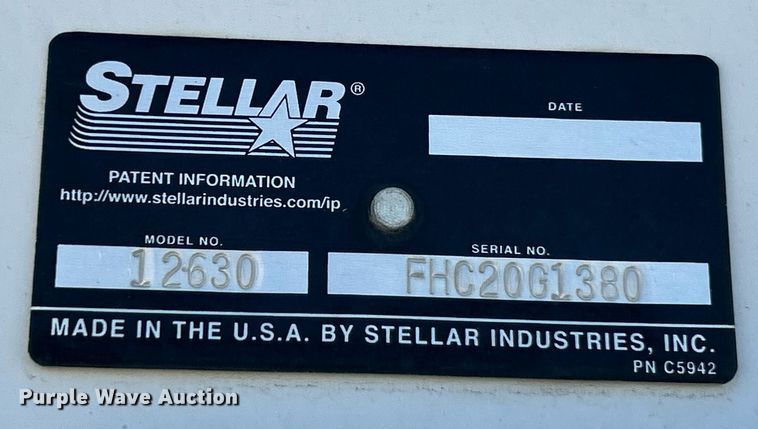 STELLAR®
DATE
PATENT INFORMATION
http://www.stellarindustries.com/ip
MODEL NO.
SERIAL NO.
12630
FHC20G1380
MADE IN THE U.S.A. BY STELLAR INDUSTRIES, INC.
PN C5942
Purple Wave Auction